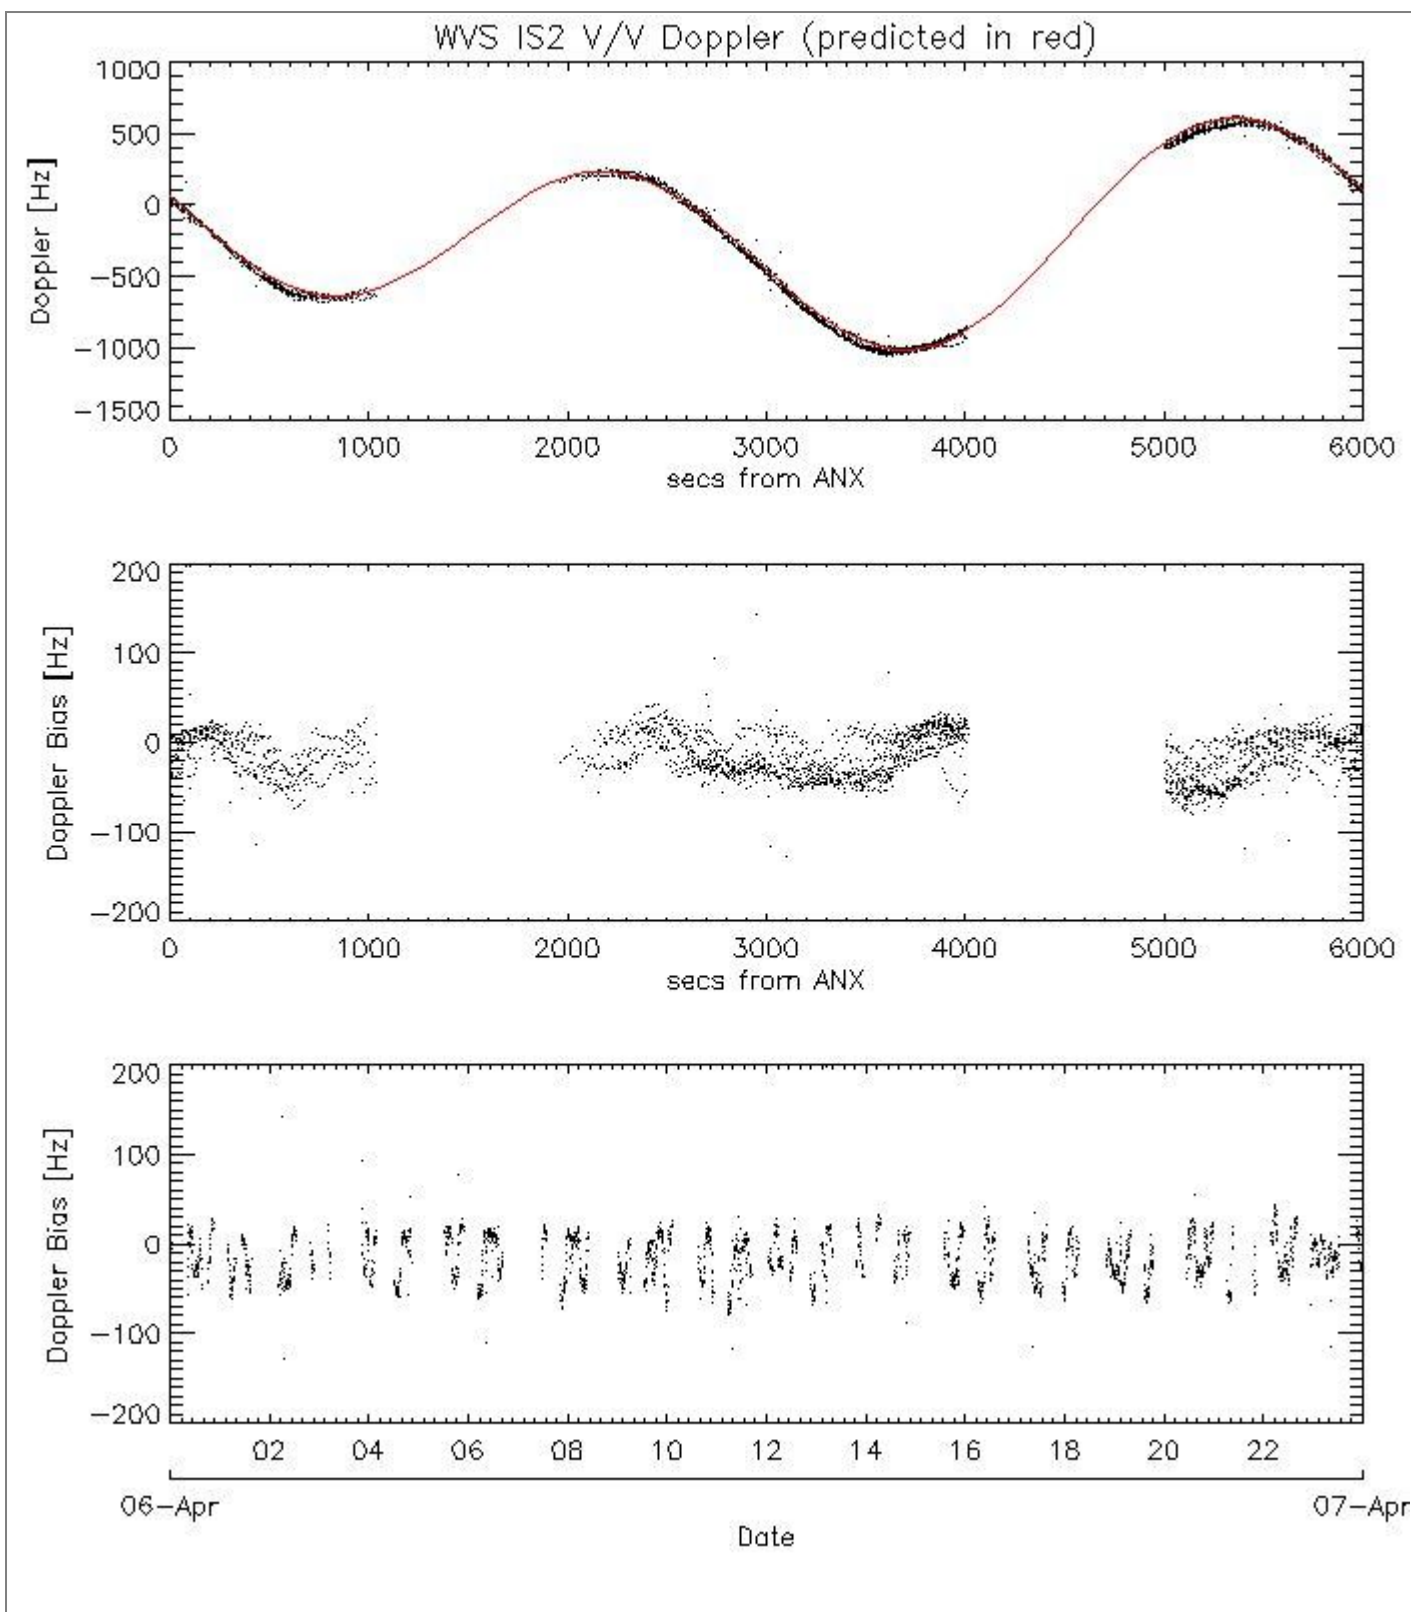 WVS IS2 V/V Doppler (predicted in red)
1000
500
0
−500
−1000
−1500
Doppler [Hz]
0 1000 2000 3000 4000 5000 6000
secs from ANX
200
100
0
−100
−200
Doppler Bias [Hz]
0 1000 2000 3000 4000 5000 6000
secs from ANX
200
100
0
−100
−200
Doppler Bias [Hz]
02 04 06 08 10 12 14 16 18 20 22
06−Apr 07−Apr
Date